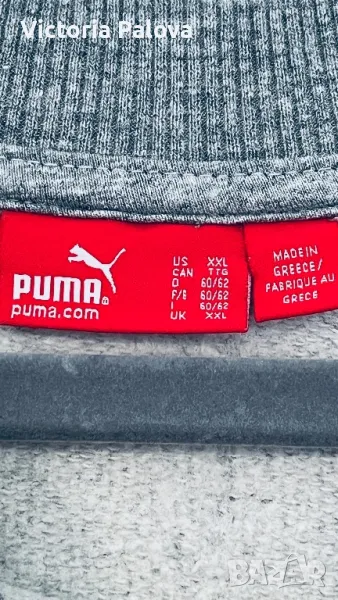 Victoria Palova
PUMA
puma.com
US XXL
CAN TTG
D 60/62
F/E 60/62
I 60/62
UK XXL
MADE IN
GREECE/
FABRIQUE AU
GRECE
BAZAR